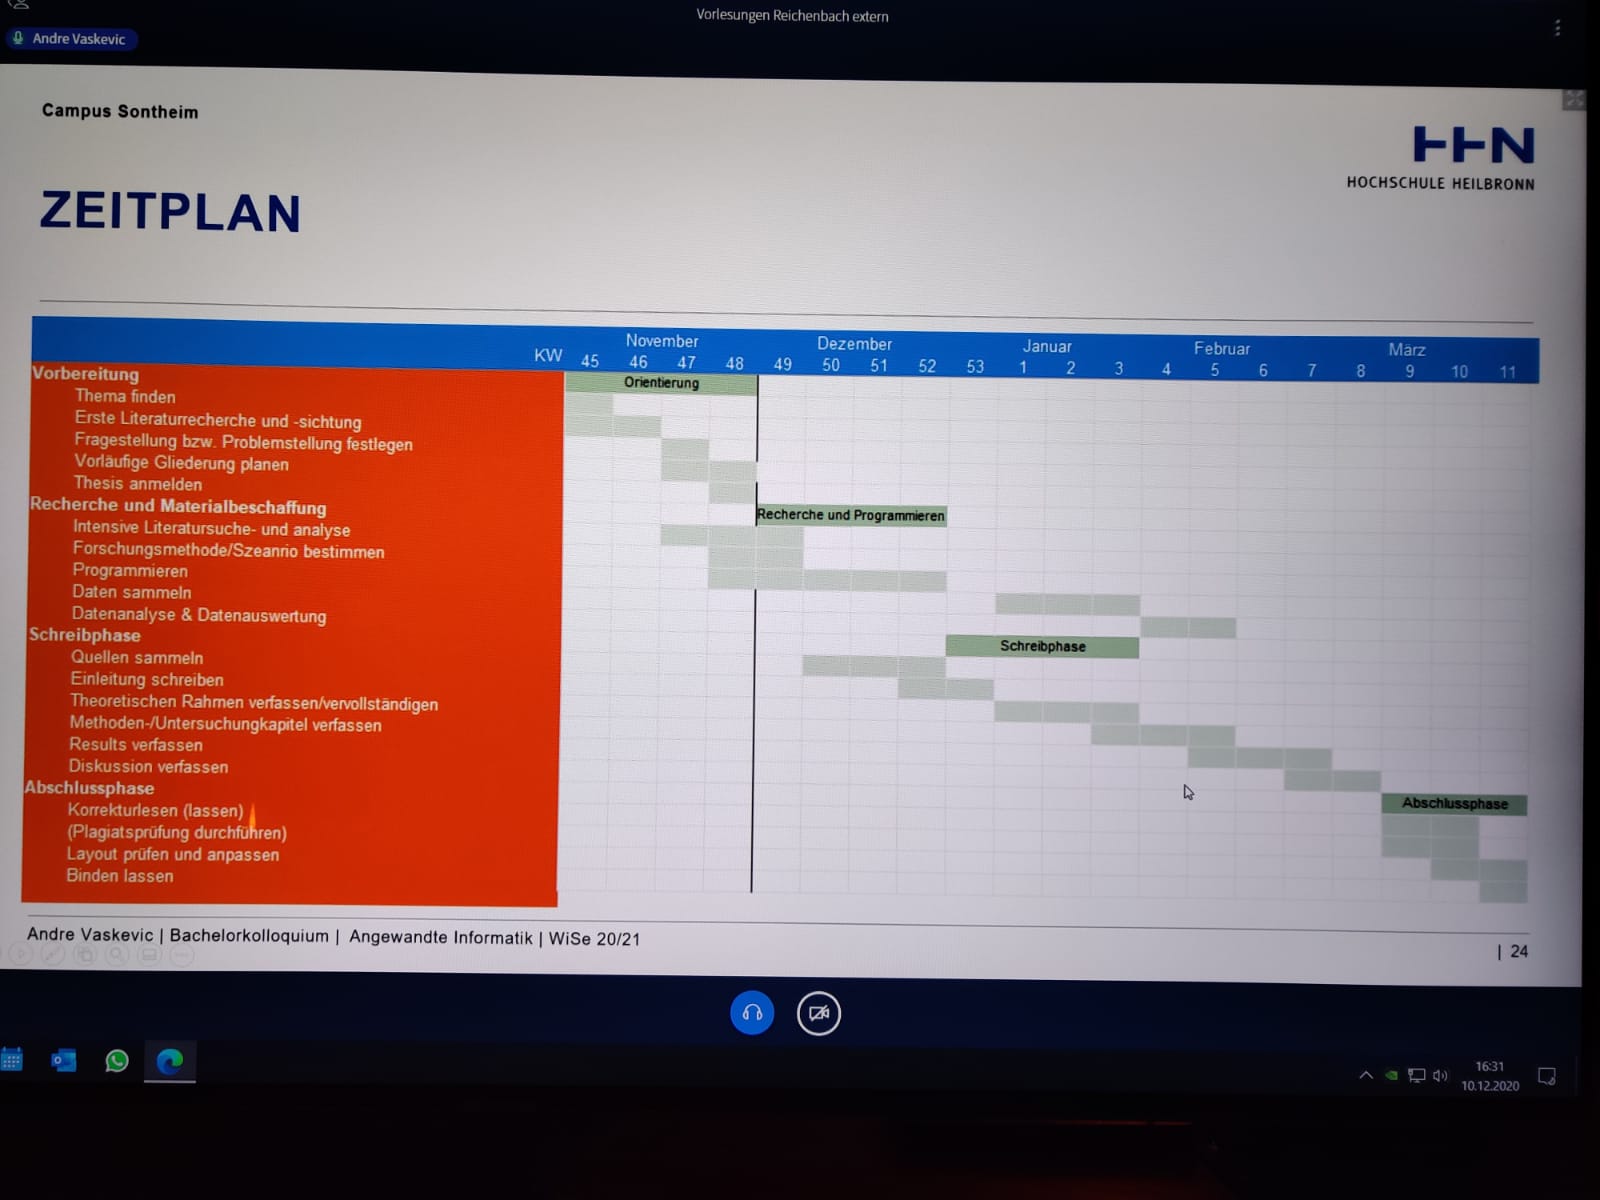 Vorlesungen Reichenbach extern
Andre Vaskevic
Campus Sontheim
HHN
HOCHSCHULE HEILBRONN
ZEITPLAN
November Dezember Januar Februar März
KW 45 46 47 48 49 50 51 52 53 1 2 3 4 5 6 7 8 9 10 11
Vorbereitung Orientierung
Thema finden
Erste Literaturrecherche und -sichtung
Fragestellung bzw. Problemstellung festlegen
Vorläufige Gliederung planen
Thesis anmelden
Recherche und Materialbeschaffung Recherche und Programmieren
Intensive Literatursuche- und analyse
Forschungsmethode/Szeanrio bestimmen
Programmieren
Daten sammeln
Datenanalyse & Datenauswertung
Schreibphase Schreibphase
Quellen sammeln
Einleitung schreiben
Theoretischen Rahmen verfassen/vervollständigen
Methoden-/Untersuchungkapitel verfassen
Results verfassen
Diskussion verfassen
Abschlussphase Abschlussphase
Korrekturlesen (lassen)
(Plagiatsprüfung durchführen)
Layout prüfen und anpassen
Binden lassen
Andre Vaskevic | Bachelorkolloquium | Angewandte Informatik | WiSe 20/21
| 24
16:31
10.12.2020